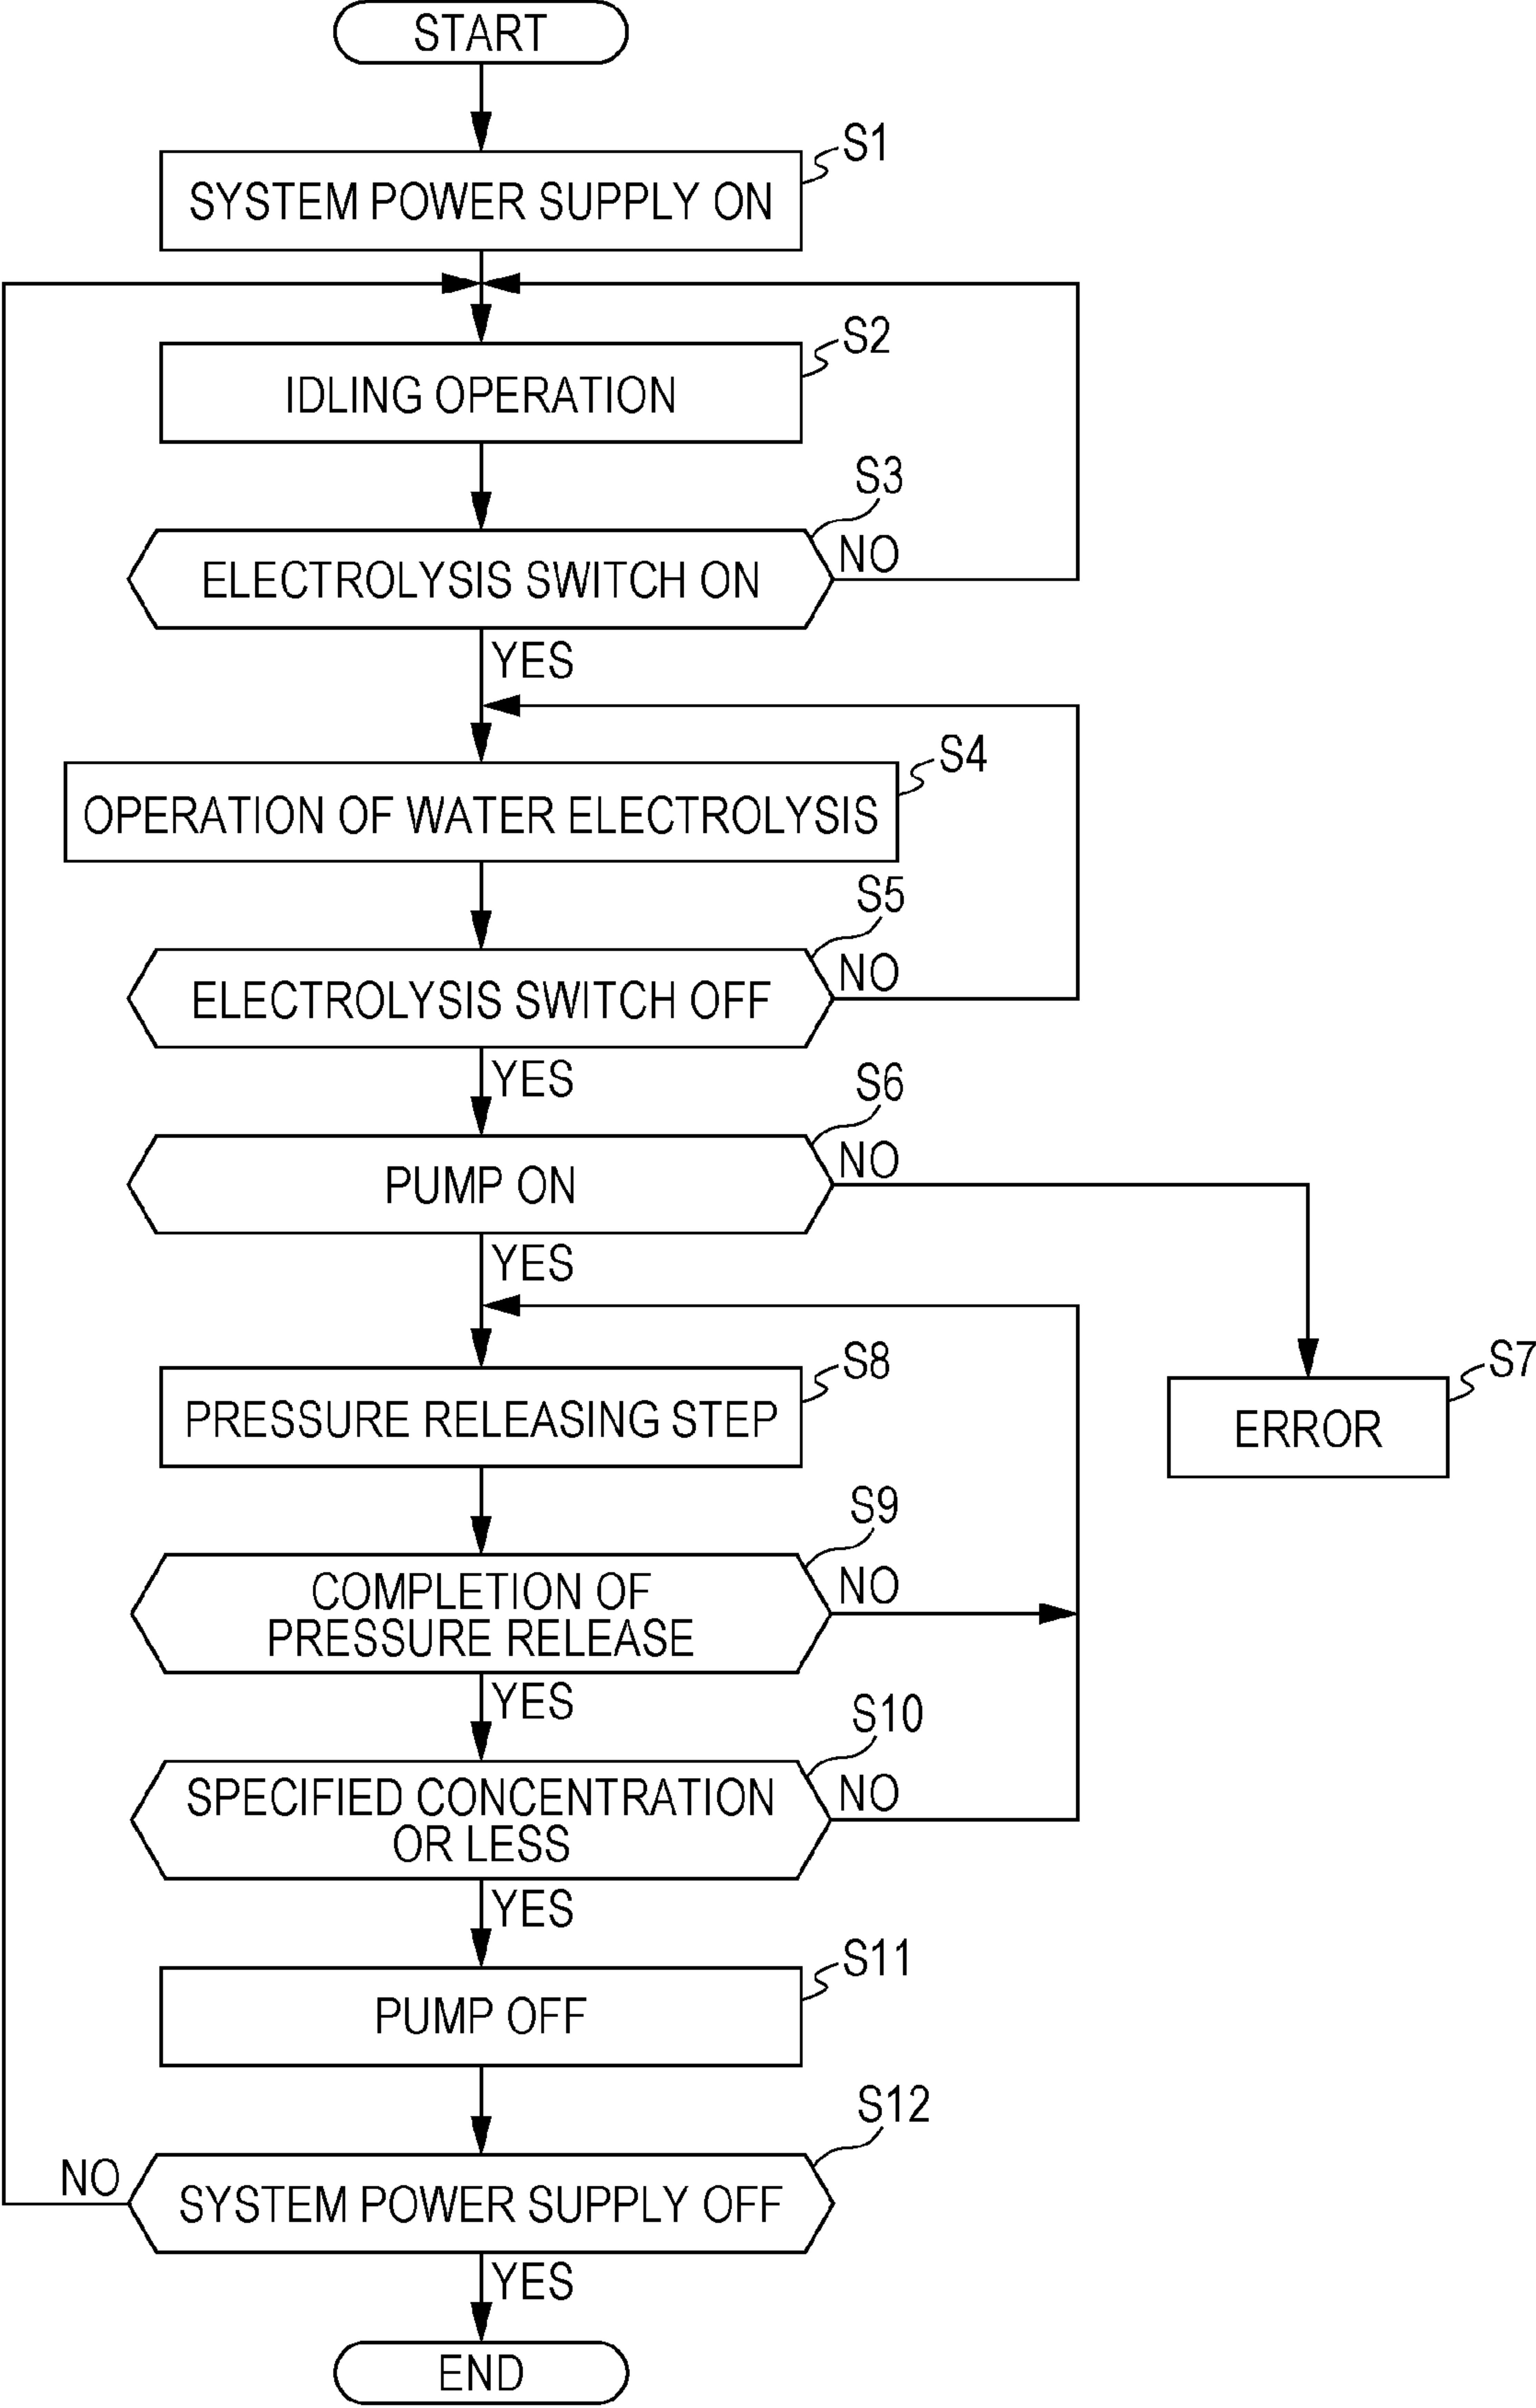 START
S1
SYSTEM POWER SUPPLY ON
S2
IDLING OPERATION
S3
ELECTROLYSIS SWITCH ON
NO
YES
S4
OPERATION OF WATER ELECTROLYSIS
S5
ELECTROLYSIS SWITCH OFF
NO
YES
S6
PUMP ON
NO
YES
S7
ERROR
S8
PRESSURE RELEASING STEP
S9
COMPLETION OF
PRESSURE RELEASE
NO
YES
S10
SPECIFIED CONCENTRATION
OR LESS
NO
YES
S11
PUMP OFF
S12
NO
SYSTEM POWER SUPPLY OFF
YES
END